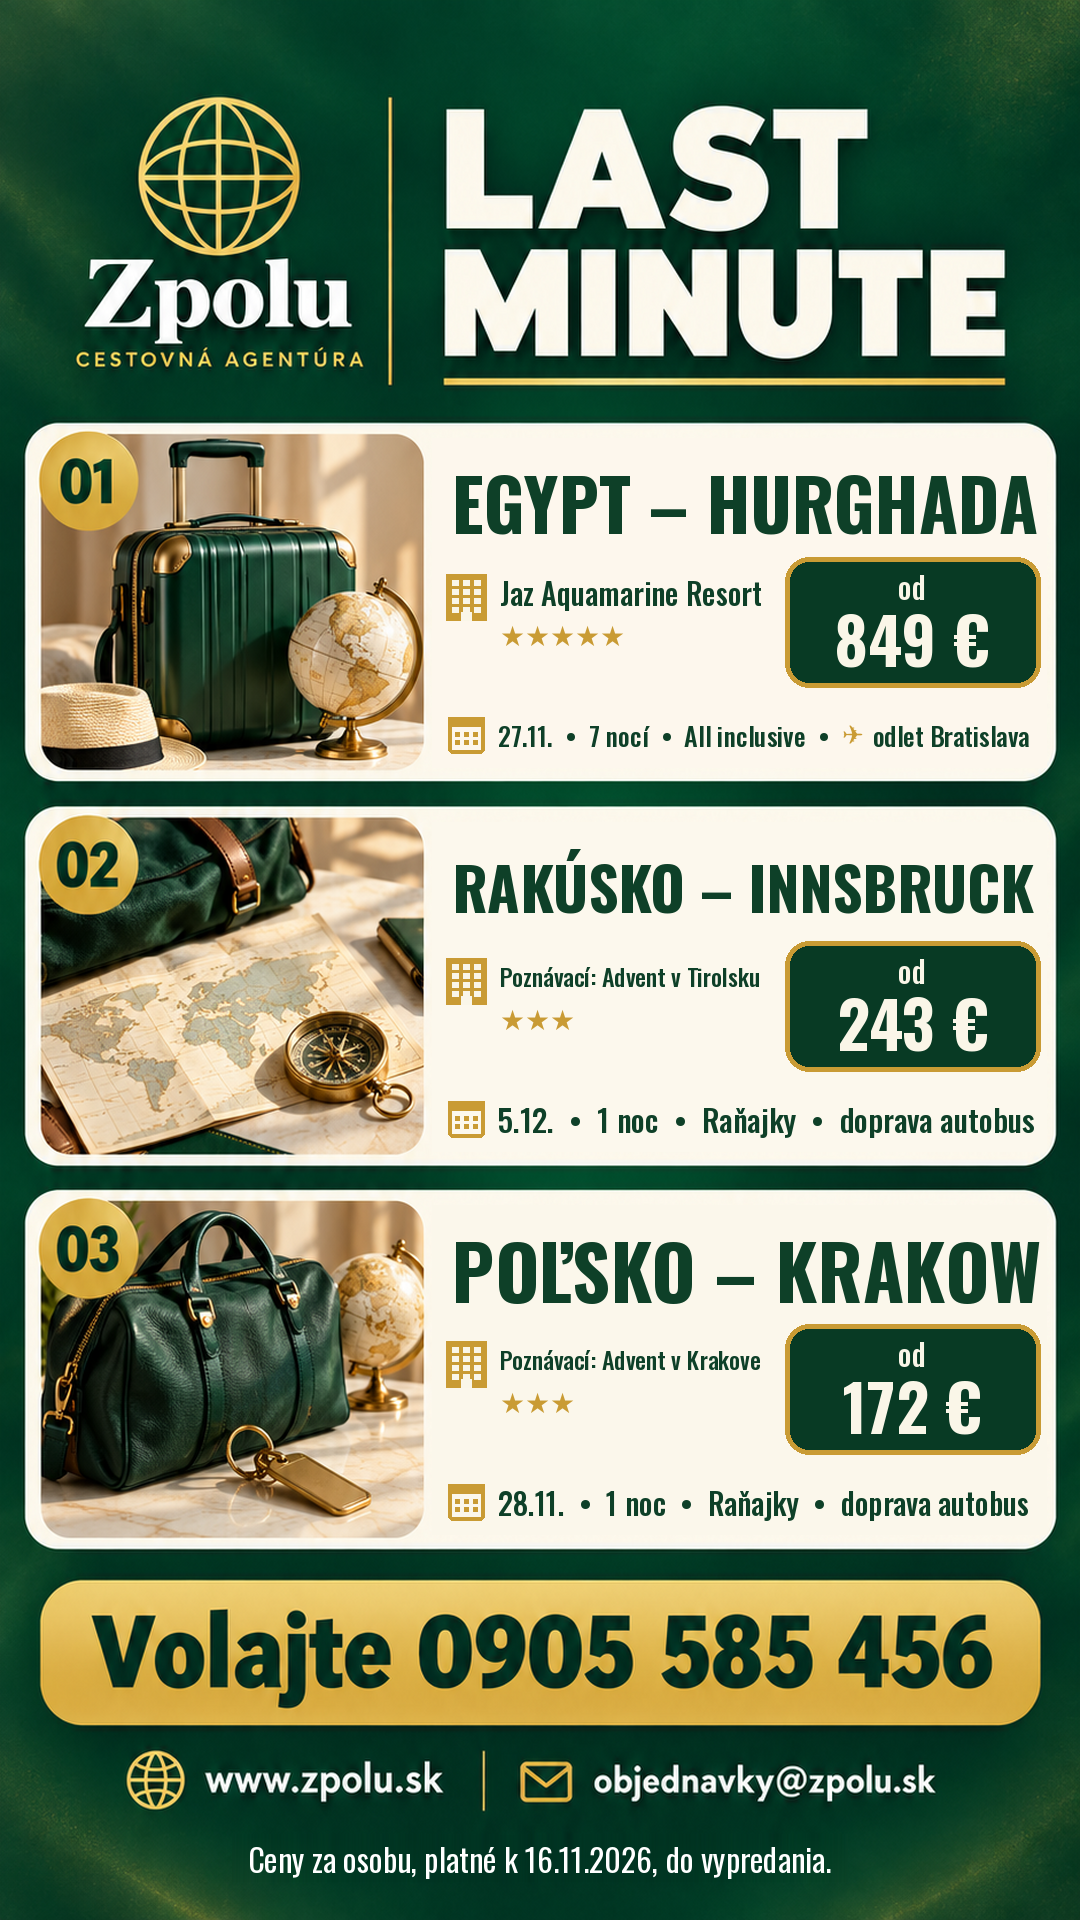 Zpolu
CESTOVNÁ AGENTÚRA
LAST
MINUTE
01
EGYPT – HURGHADA
Jaz Aquamarine Resort
★★★★★
od
849 €
27.11. • 7 nocí • All inclusive • ✈ odlet Bratislava
02
RAKÚSKO – INNSBRUCK
Poznávací: Advent v Tirolsku
★★★
od
243 €
5.12. • 1 noc • Raňajky • doprava autobus
03
POĽSKO – KRAKOW
Poznávací: Advent v Krakove
★★★
od
172 €
28.11. • 1 noc • Raňajky • doprava autobus
Volajte 0905 585 456
www.zpolu.sk
objednavky@zpolu.sk
Ceny za osobu, platné k 16.11.2026, do vypredania.